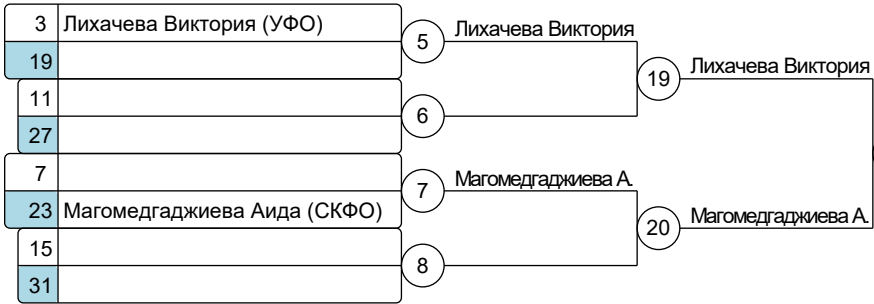 3 Лихачева Виктория (УФО)
5 Лихачева Виктория
19
19 Лихачева Виктория
11
6
27
7
7 Магомедгаджиева А.
23 Магомедгаджиева Аида (СКФО)
20 Магомедгаджиева А.
15
8
31